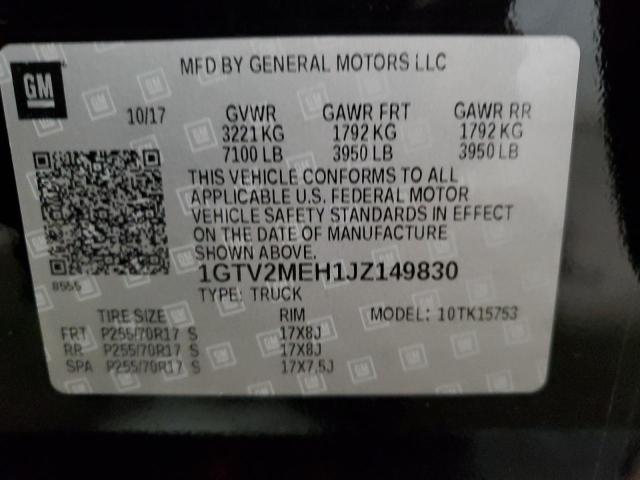 GM
MFD BY GENERAL MOTORS LLC
10/17 GVWR GAWR FRT GAWR RR
3221 KG 1792 KG 1792 KG
7100 LB 3950 LB 3950 LB
THIS VEHICLE CONFORMS TO ALL
APPLICABLE U.S. FEDERAL MOTOR
VEHICLE SAFETY STANDARDS IN EFFECT
ON THE DATE OF MANUFACTURE
SHOWN ABOVE.
8555
1GTV2MEH1JZ149830
TYPE: TRUCK
TIRE SIZE RIM MODEL: 10TK15753
FRT P255/70R17 S 17X8J
RR P255/70R17 S 17X8J
SPA P255/70R17 S 17X7.5J